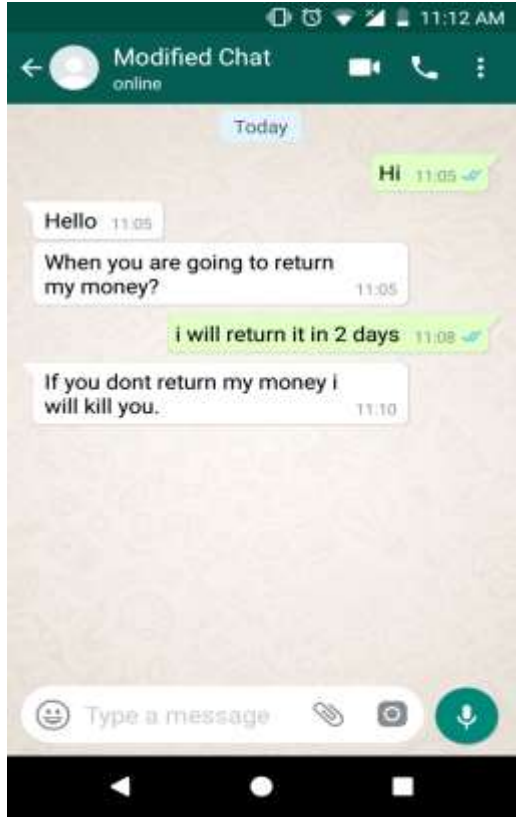 11:12 AM
Modified Chat
online
Today
Hi 11:05
Hello 11:05
When you are going to return
my money? 11:05
i will return it in 2 days 11:08
If you dont return my money i
will kill you. 11:10
Type a message